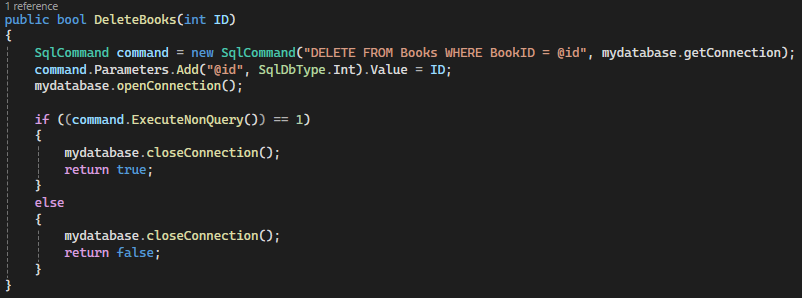 1 reference
public bool DeleteBooks(int ID)
{
    SqlCommand command = new SqlCommand("DELETE FROM Books WHERE BookID = @id", mydatabase.getConnection);
    command.Parameters.Add("@id", SqlDbType.Int).Value = ID;
    mydatabase.openConnection();

    if ((command.ExecuteNonQuery()) == 1)
    {
        mydatabase.closeConnection();
        return true;
    }
    else
    {
        mydatabase.closeConnection();
        return false;
    }
}